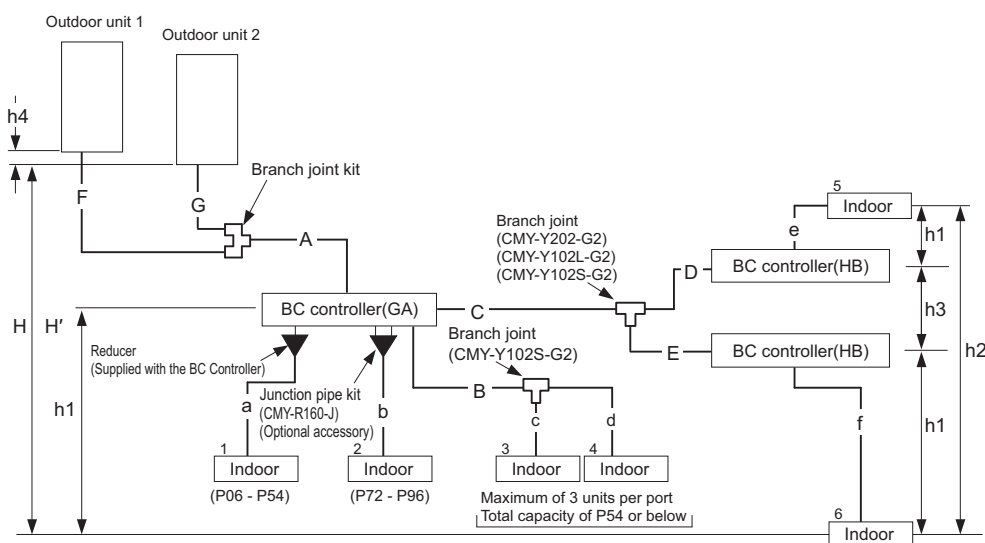 Outdoor unit 1
Outdoor unit 2
h4
Branch joint kit
F
G
A
H
H′
h1
BC controller(GA)
Reducer
(Supplied with the BC Controller)
Junction pipe kit
(CMY-R160-J)
(Optional accessory)
a
b
1
Indoor
(P06 - P54)
2
Indoor
(P72 - P96)
C
Branch joint
(CMY-Y202-G2)
(CMY-Y102L-G2)
(CMY-Y102S-G2)
Branch joint
(CMY-Y102S-G2)
B
c
d
3
Indoor
4
Indoor
Maximum of 3 units per port
Total capacity of P54 or below
D
E
5
Indoor
e
BC controller(HB)
BC controller(HB)
f
6
Indoor
h1
h3
h2
h1